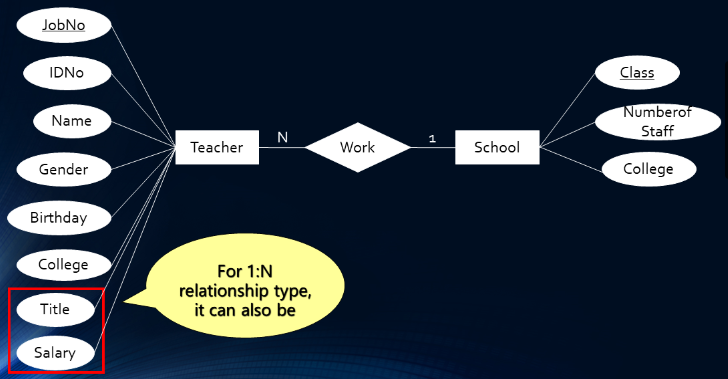 JobNo
IDNo
Name
Gender
Birthday
College
Title
Salary
Teacher
N
Work
1
School
Class
Numberof
Staff
College
For 1:N
relationship type,
it can also be